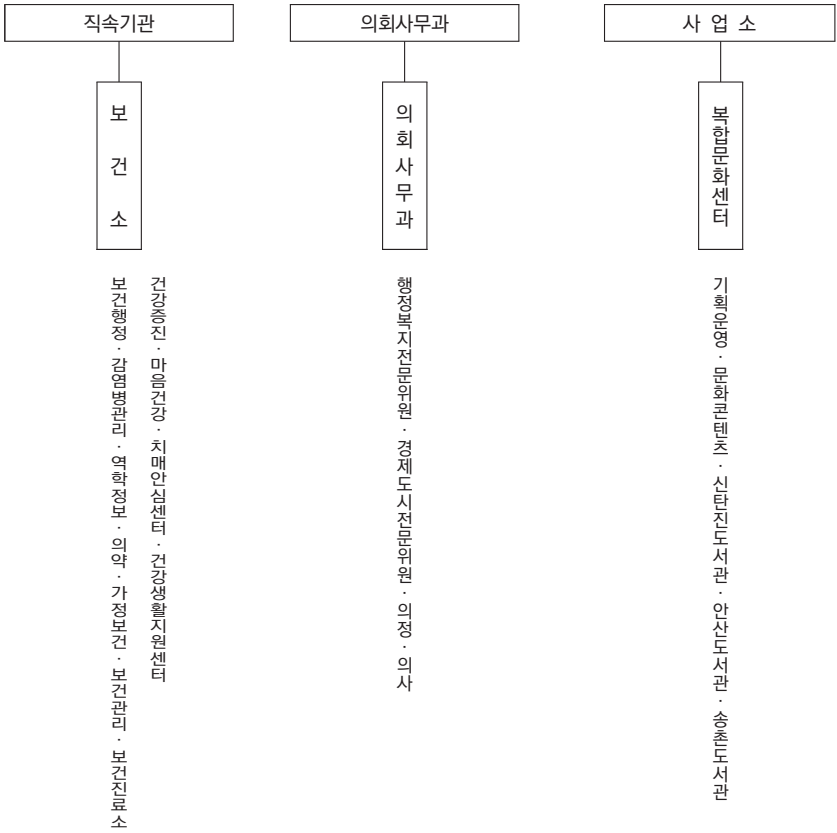 직속기관
의회사무과
사 업 소
보 건 소
의회사무과
복합문화센터
보건행정·감염병관리·역학정보·의약·가정보건·보건관리·보건진료소
건강증진·마음건강·치매안심센터·건강생활지원센터
행정복지전문위원·경제도시전문위원·의정·의사
기획운영·문화콘텐츠·신탄진도서관·안산도서관·송촌도서관